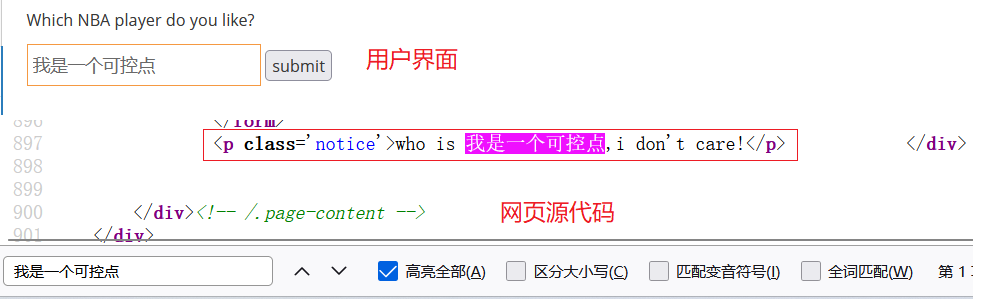 Which NBA player do you like?
我是一个可控点 submit 用户界面
896 </form>
897 <p class='notice'>who is 我是一个可控点,i don't care!</p> </div>
898
899
900 </div><!-- /.page-content --> 网页源代码
901 </div>
我是一个可控点 高亮全部(A) 区分大小写(C) 匹配变音符号(I) 全词匹配(W) 第 1